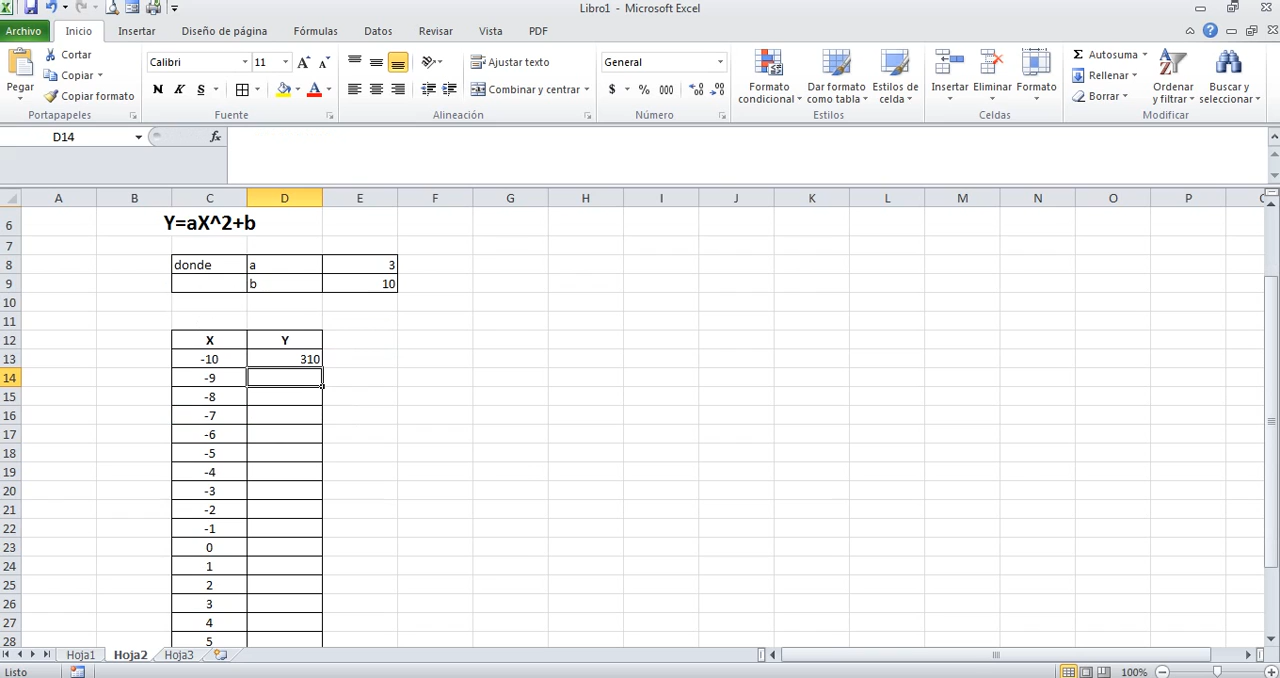 Libro1 - Microsoft Excel
Archivo Inicio Insertar Diseño de página Fórmulas Datos Revisar Vista PDF
Pegar
Cortar
Copiar
Copiar formato
Portapapeles
Calibri 11
N K S A
Fuente
Ajustar texto
Combinar y centrar
Alineación
General
$ % 000
Número
Formato condicional
Dar formato como tabla
Estilos de celda
Estilos
Insertar Eliminar Formato
Celdas
Σ Autosuma
Rellenar
Borrar
Ordenar y filtrar
Buscar y seleccionar
Modificar
D14 fx
A B C D E F G H I J K L M N O P
6 Y=aX^2+b
7
8 donde a 3
9 b 10
10
11
12 X Y
13 -10 310
14 -9
15 -8
16 -7
17 -6
18 -5
19 -4
20 -3
21 -2
22 -1
23 0
24 1
25 2
26 3
27 4
28 5
Hoja1 Hoja2 Hoja3
Listo 100%